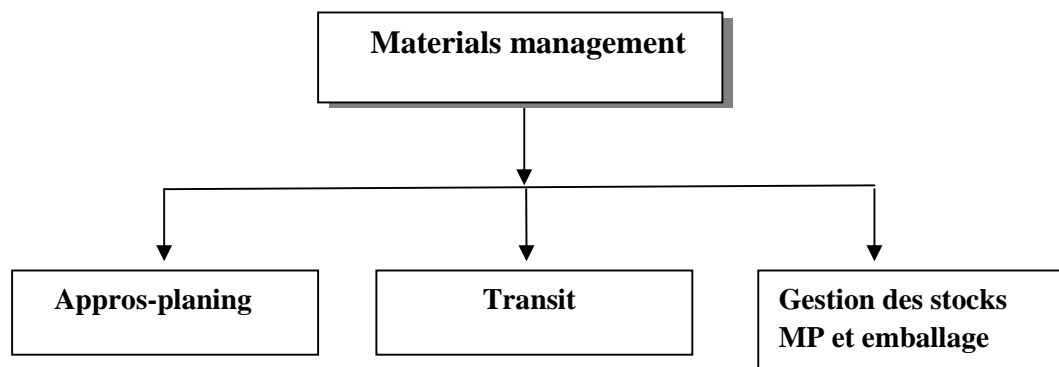 Materials management
Appros-planing
Transit
Gestion des stocks
MP et emballage